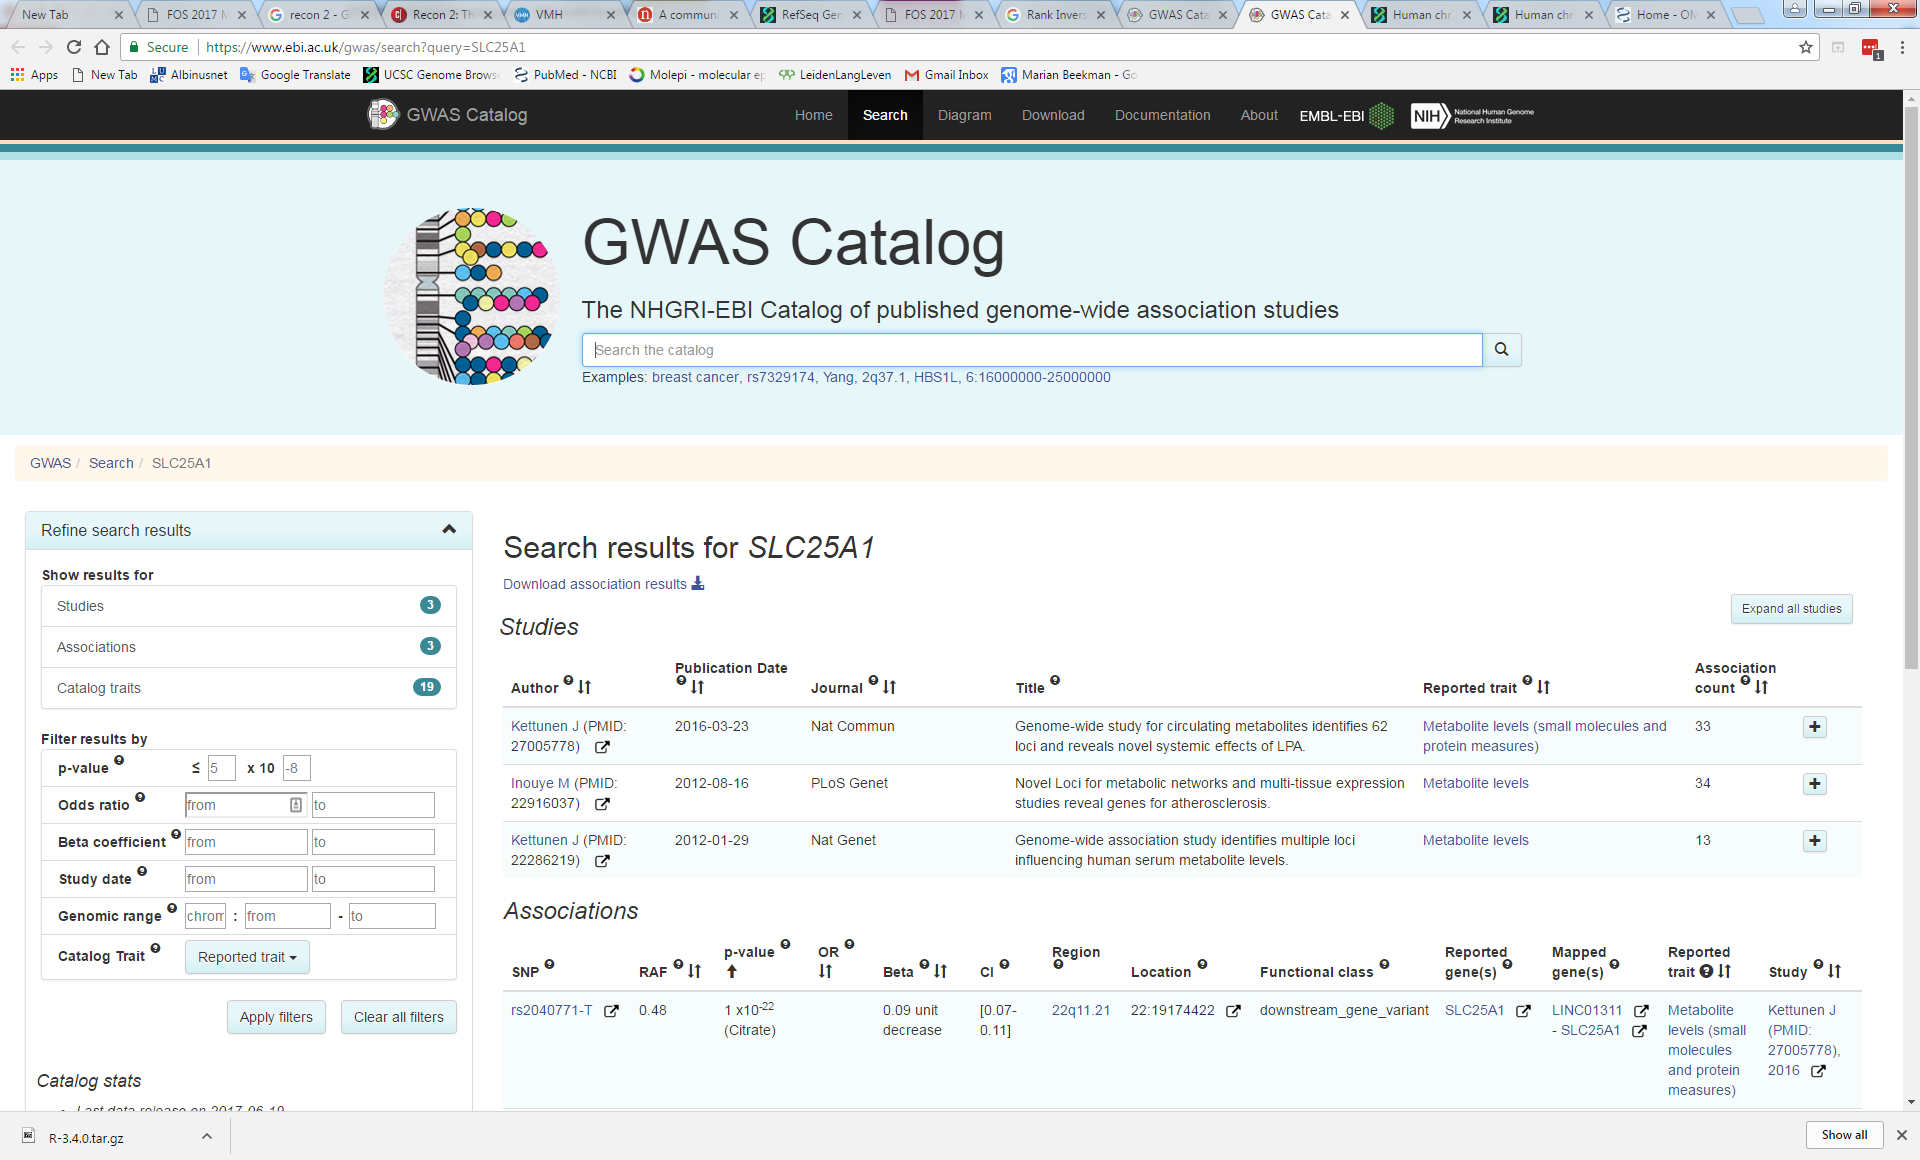 New Tab
FOS 2017 M
recon 2 - G
Recon 2: Th
VMH
A commun
RefSeq Gen
FOS 2017 M
Rank Invers
GWAS Cata
GWAS Cata
Human chr
Human chr
Home - OM
Secure https://www.ebi.ac.uk/gwas/search?query=SLC25A1
1
Apps New Tab Albinusnet Google Translate UCSC Genome Brows PubMed - NCBI Molepi - molecular ep LeidenLangLeven Gmail Inbox Marian Beekman - Go
GWAS Catalog
Home Search Diagram Download Documentation About EMBL-EBI NIH National Human Genome
Research Institute
GWAS Catalog
The NHGRI-EBI Catalog of published genome-wide association studies
Search the catalog
Examples: breast cancer, rs7329174, Yang, 2q37.1, HBS1L, 6:16000000-25000000
GWAS / Search / SLC25A1
Refine search results
Show results for
Studies 3
Associations 3
Catalog traits 19
Filter results by
p-value ≤ 5 x 10 -8
Odds ratio from to
Beta coefficient from to
Study date from to
Genomic range chrom : from - to
Catalog Trait Reported trait
Apply filters Clear all filters
Catalog stats
Last data release on 2017-06-19
Search results for SLC25A1
Download association results
Expand all studies
Studies
Author Publication Date Journal Title Reported trait Association count
Kettunen J (PMID: 2016-03-23 Nat Commun Genome-wide study for circulating metabolites identifies 62 Metabolite levels (small molecules and 33
27005778) loci and reveals novel systemic effects of LPA. protein measures)
Inouye M (PMID: 2012-08-16 PLoS Genet Novel Loci for metabolic networks and multi-tissue expression Metabolite levels 34
22916037) studies reveal genes for atherosclerosis.
Kettunen J (PMID: 2012-01-29 Nat Genet Genome-wide association study identifies multiple loci Metabolite levels 13
22286219) influencing human serum metabolite levels.
Associations
p-value OR Region Reported Mapped Reported
SNP RAF Beta CI Location Functional class gene(s) gene(s) trait Study
rs2040771-T 0.48 1 x10-22 0.09 unit [0.07- 22q11.21 22:19174422 downstream_gene_variant SLC25A1 LINC01311 Metabolite Kettunen J
(Citrate) decrease 0.11] - SLC25A1 levels (small (PMID:
molecules 27005778),
and protein 2016
measures)
R-3.4.0.tar.gz
Show all